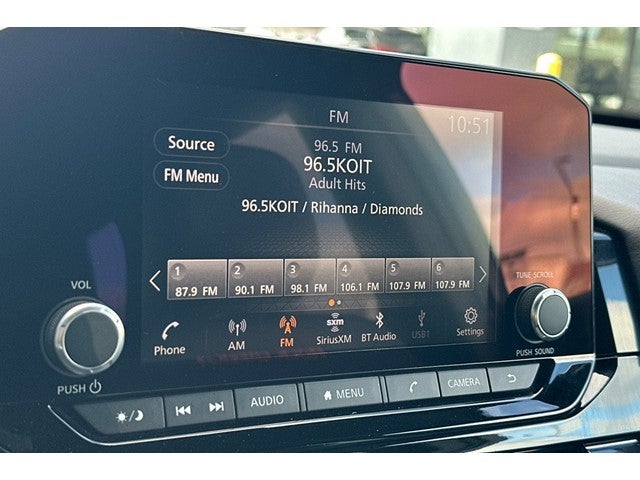 FM
10:51
Source
FM Menu
96.5 FM
96.5KOIT
Adult Hits
96.5KOIT / Rihanna / Diamonds
1 2 3 4 5 6
87.9 FM 90.1 FM 98.1 FM 106.1 FM 107.9 FM 107.9 FM
VOL
TUNE·SCROLL
sxm
Phone AM FM SiriusXM BT Audio USB1 Settings
PUSH
PUSH SOUND
AUDIO MENU CAMERA